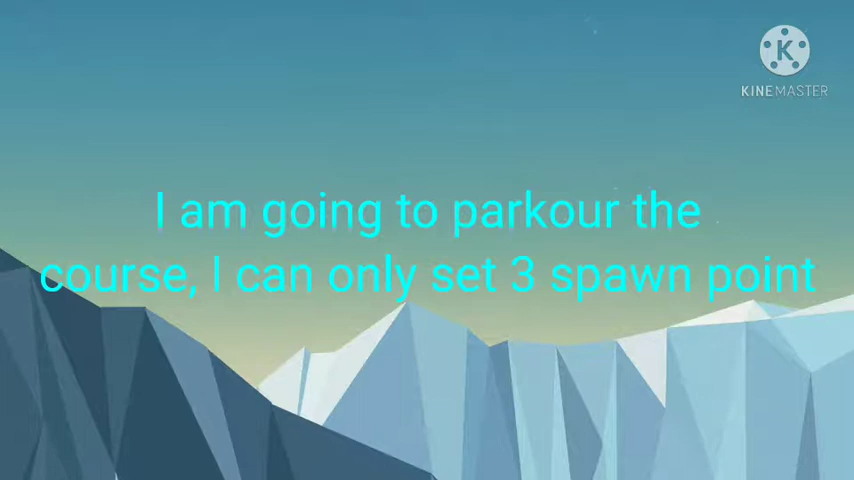 KINEMASTER
I am going to parkour the
course, I can only set 3 spawn point